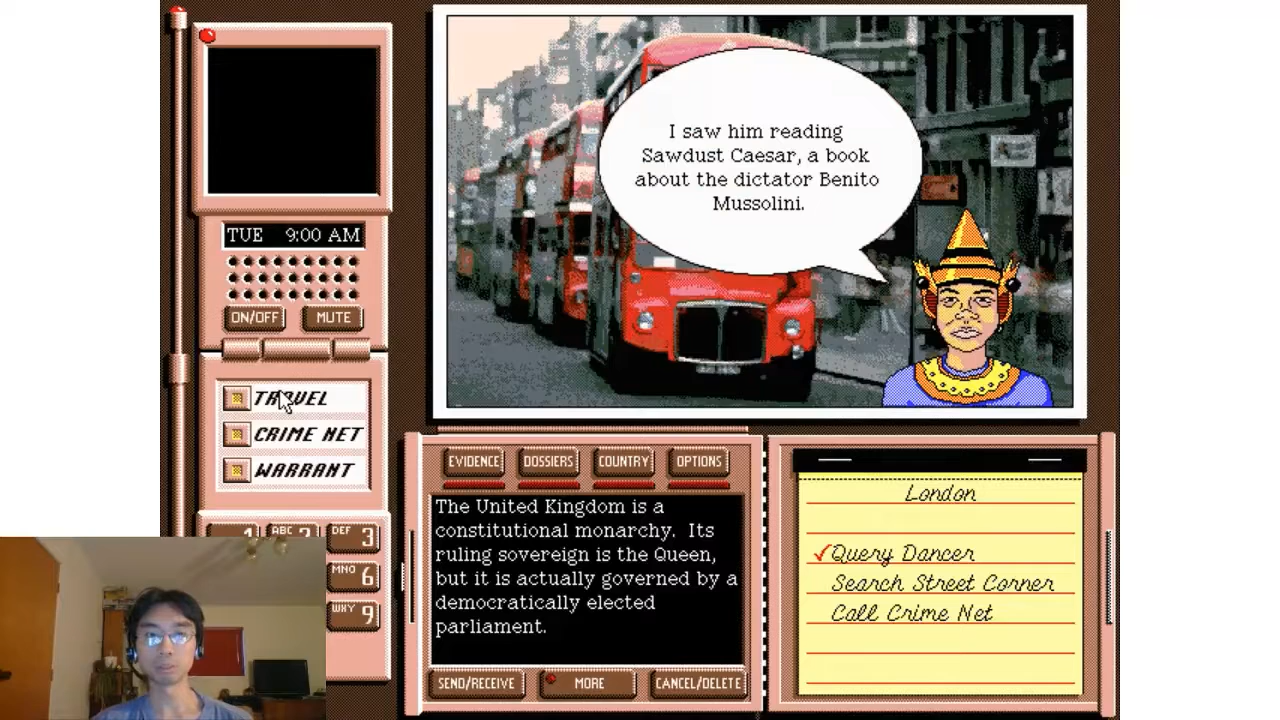 I saw him reading
Sawdust Caesar, a book
about the dictator Benito
Mussolini.
TUE 9:00 AM
ON/OFF
MUTE
TRAVEL
CRIME NET
WARRANT
1
ABC 2
DEF 3
MNO 6
WXY 9
EVIDENCE
DOSSIERS
COUNTRY
OPTIONS
The United Kingdom is a
constitutional monarchy. Its
ruling sovereign is the Queen,
but it is actually governed by a
democratically elected
parliament.
SEND/RECEIVE
MORE
CANCEL/DELETE
London
✓Query Dancer
Search Street Corner
Call Crime Net